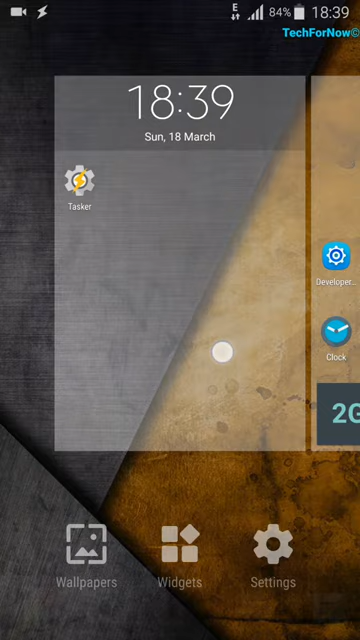 E 84% 18:39
TechForNow©
18:39
Sun, 18 March
Tasker
Developer...
Clock
2G
Wallpapers Widgets Settings